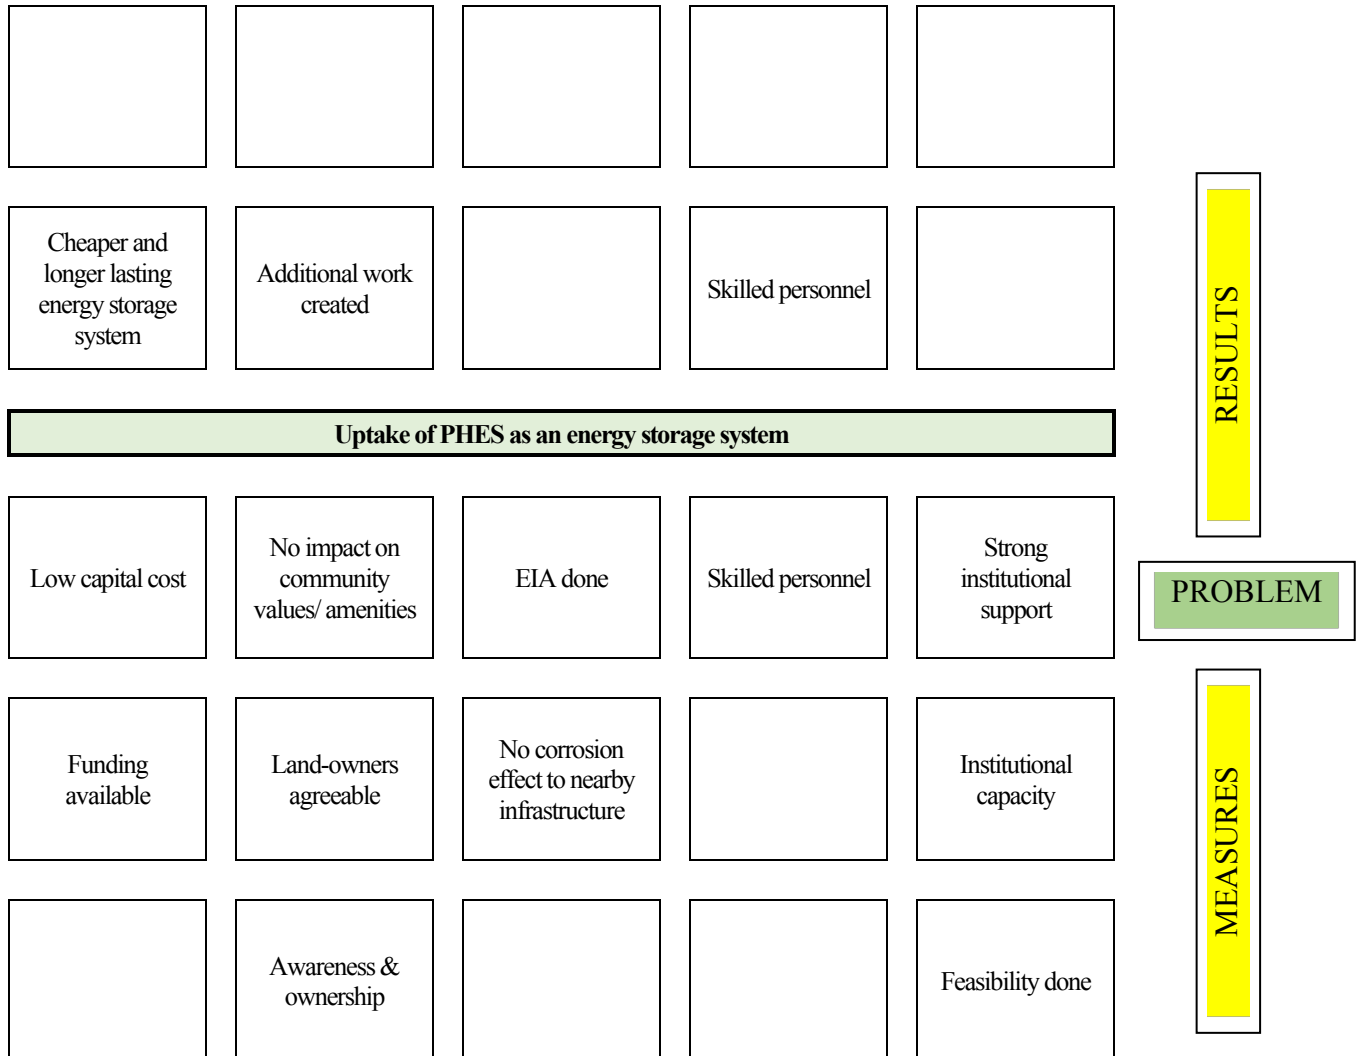 Cheaper and
longer lasting
energy storage
system
Additional work
created
Skilled personnel
RESULTS
Uptake of PHES as an energy storage system
Low capital cost
No impact on
community
values/ amenities
EIA done
Skilled personnel
Strong
institutional
support
PROBLEM
Funding
available
Land-owners
agreeable
No corrosion
effect to nearby
infrastructure
Institutional
capacity
MEASURES
Awareness &
ownership
Feasibility done